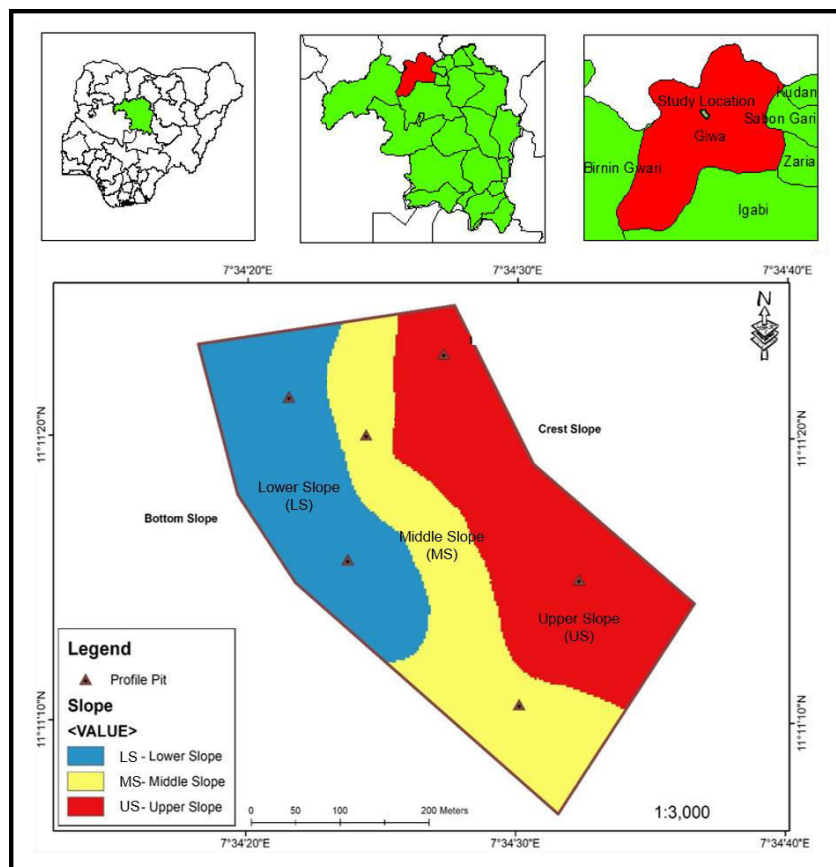 Kudan
Study Location
Sabon Gari
Giwa
Birnin Gwari
Zaria
Igabi
7°34'20"E
7°34'30"E
7°34'40"E
N
11°11'20"N
11°11'20"N
Crest Slope
Lower Slope
(LS)
Bottom Slope
Middle Slope
(MS)
Upper Slope
(US)
Legend
Profile Pit
Slope
<VALUE>
LS - Lower Slope
MS- Middle Slope
US - Upper Slope
11°11'10"N
11°11'10"N
0 50 100 200 Meters
1:3,000
7°34'20"E
7°34'30"E
7°34'40"E